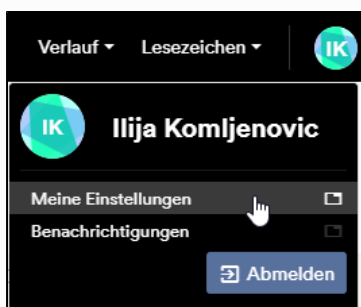 Verlauf Lesezeichen IK
IK Ilija Komljenovic
Meine Einstellungen
Benachrichtigungen
Abmelden